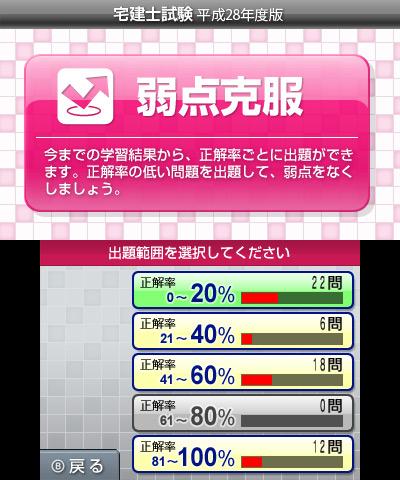 宅建士試験 平成28年度版
弱点克服
今までの学習結果から、正解率ごとに出題ができ
ます。正解率の低い問題を出題して、弱点をなく
しましょう。
出題範囲を選択してください
正解率 22問
0～20%
正解率 6問
21～40%
正解率 18問
41～60%
正解率 0問
61～80%
正解率 12問
81～100%
Ⓑ戻る